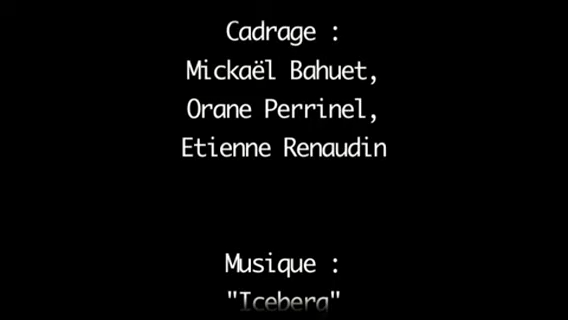 Cadrage :
Mickaël Bahuet,
Orane Perrinel,
Etienne Renaudin
Musique :
"Iceberg"